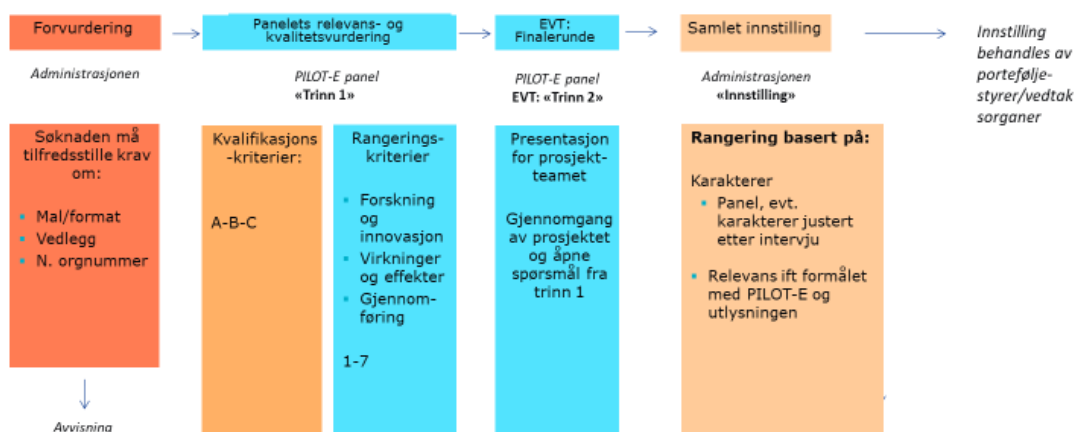 Forvurdering
Panelets relevans- og
kvalitetsvurdering
EVT:
Finalerunde
Samlet innstilling
Innstilling
behandles av
portefølje-
styrer/vedtak
sorganer
Administrasjonen
PILOT-E panel
«Trinn 1»
PILOT-E panel
EVT: «Trinn 2»
Administrasjonen
«Innstilling»
Søknaden må
tilfredsstille krav
om:
▪ Mal/format
▪ Vedlegg
▪ N. orgnummer
Avvisning
Kvalifikasjons
-kriterier:
A-B-C
Rangerings-
kriterier
▪ Forskning
og
innovasjon
▪ Virkninger
og effekter
▪ Gjennom-
føring
1-7
Presentasjon
for prosjekt-
teamet
Gjennomgang
av prosjektet
og åpne
spørsmål fra
trinn 1
Rangering basert på:
Karakterer
▪ Panel, evt.
karakterer justert
etter intervju
▪ Relevans ift formålet
med PILOT-E og
utlysningen